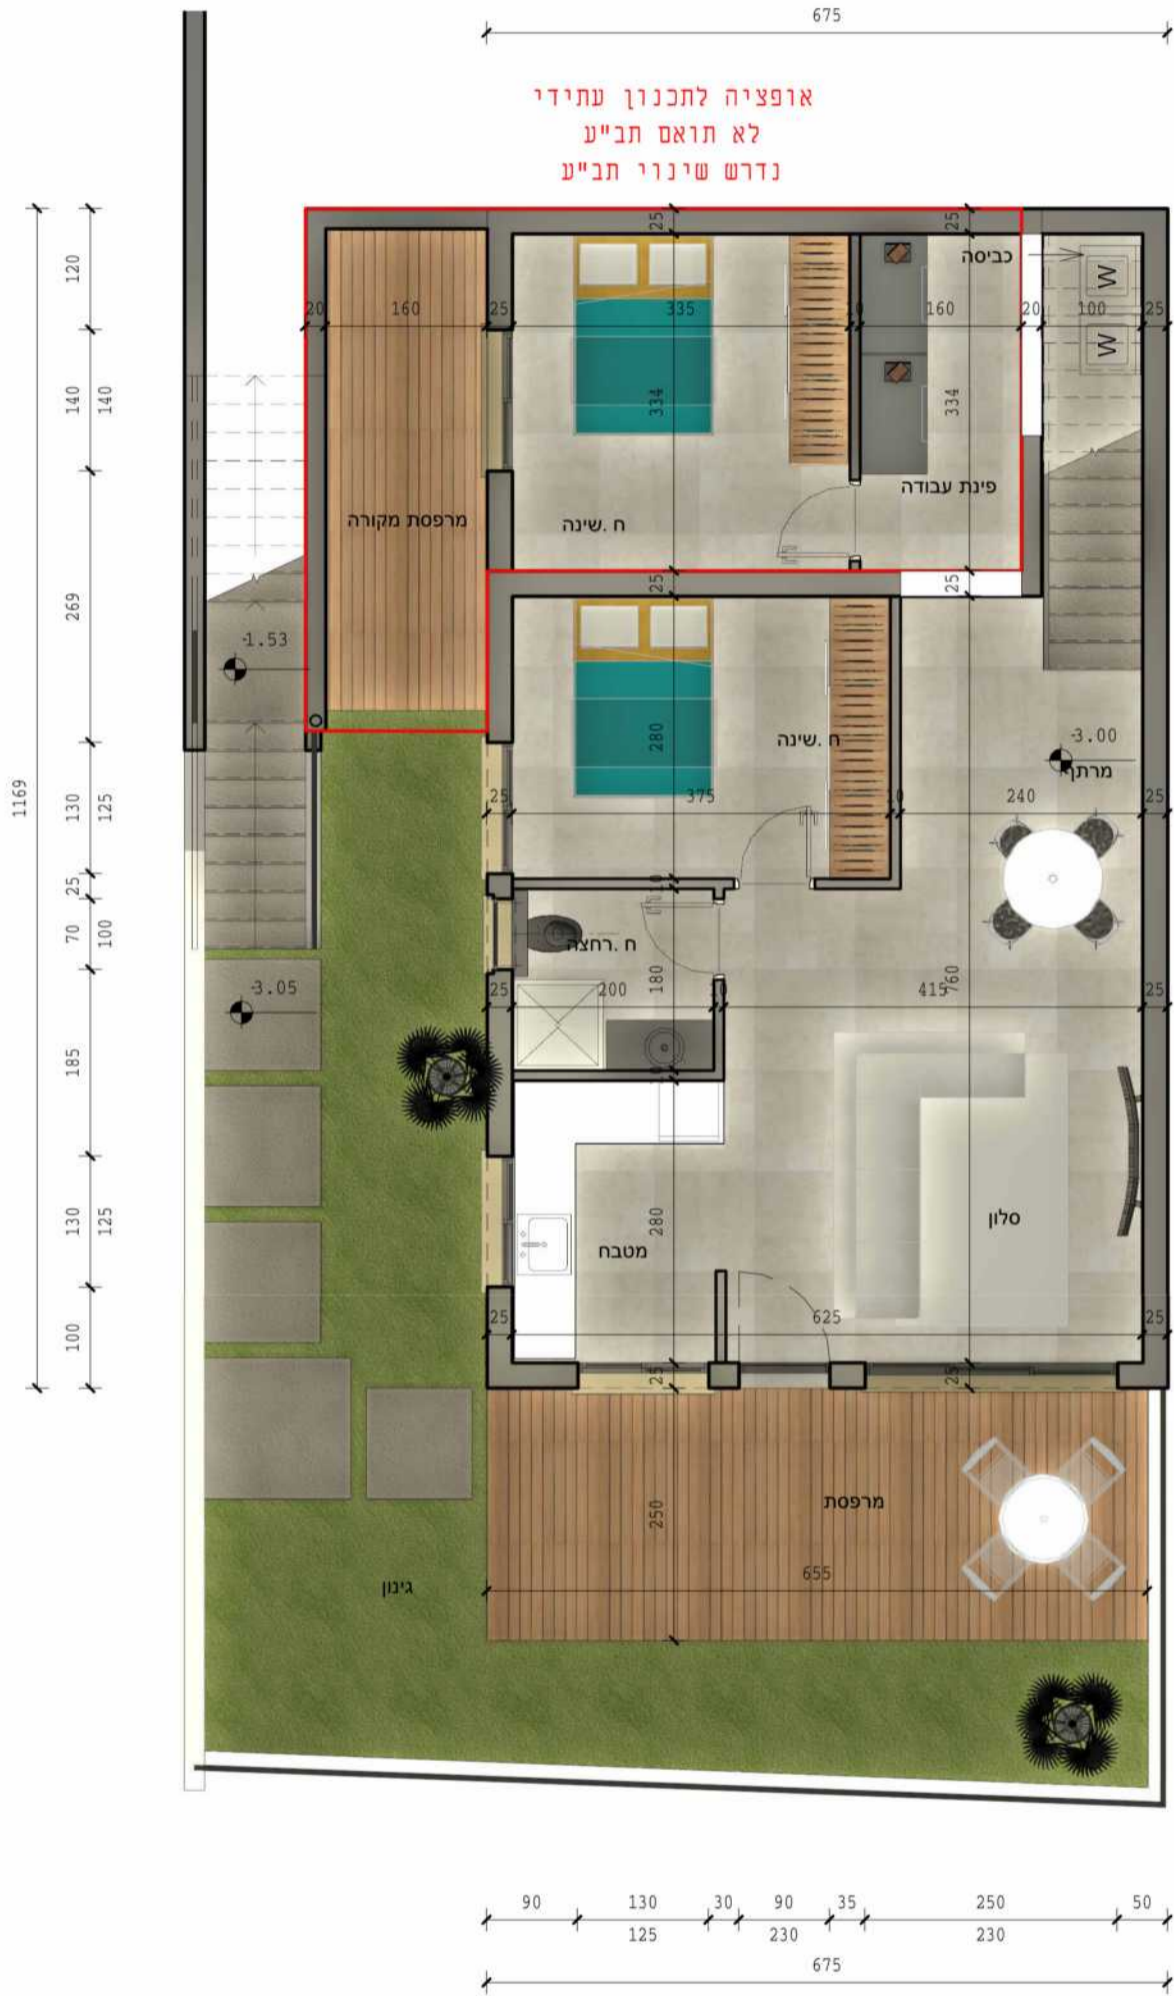 675
אופציה לתכנון עתידי
לא תואם תב"ע
נדרש שינוי תב"ע
25 25
כביסה
W
W
20 160 25 335 10 160 20 100 25
120
140 140
269
1169
130 125
25
70 100
185
130 125
100
334 334
פינת עבודה
מרפסת מקורה
ח.שינה
25 25
-1.53
-3.00
מרתף
280
ח.שינה
25 375 10 240 25
10
ח.רחצה
180
-3.05
25 200 10 415 25
760
10
סלון
280
מטבח
25 625 25
25 25
מרפסת
250
655
גינון
90 130 30 90 35 250 50
125 230 230
675